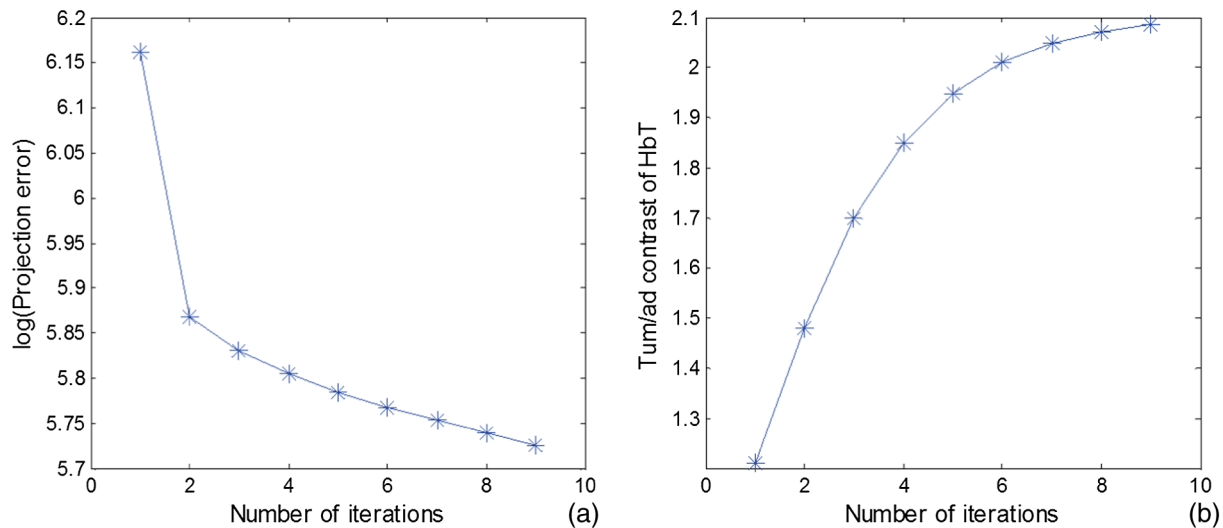 6.2
6.15
6.1
6.05
6
5.95
5.9
5.85
5.8
5.75
5.7
log(Projection error)
0 2 4 6 8 10
Number of iterations
(a)
2.1
2
1.9
1.8
1.7
1.6
1.5
1.4
1.3
Tum/ad contrast of HbT
0 2 4 6 8 10
Number of iterations
(b)